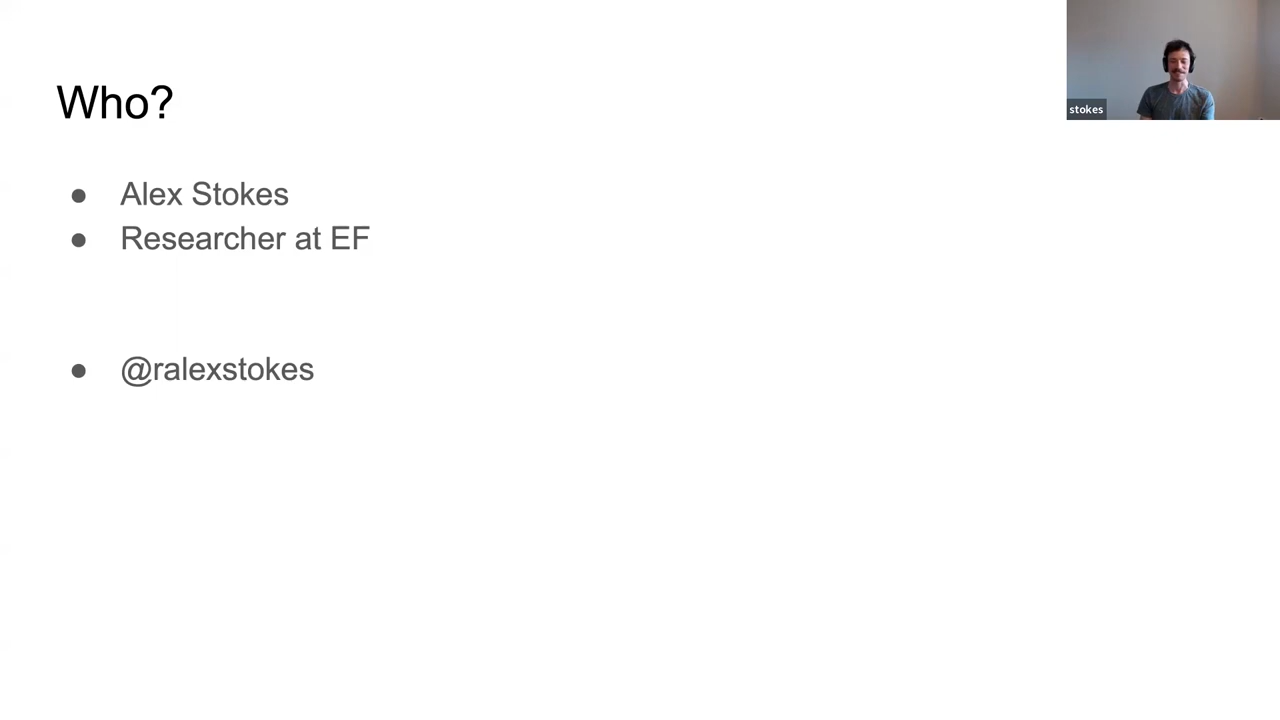 Who?
stokes
● Alex Stokes
● Researcher at EF
● @ralexstokes